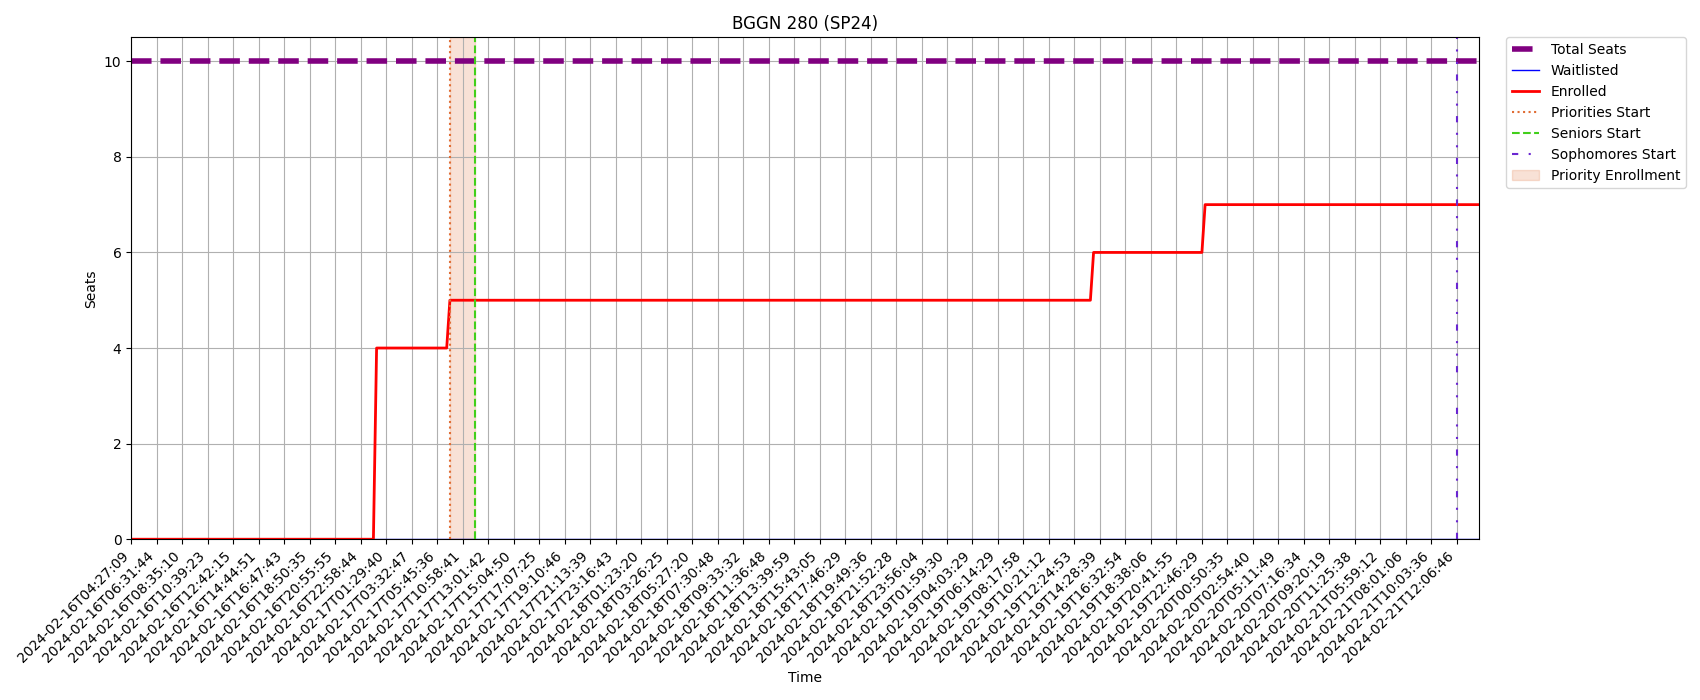 BGGN 280 (SP24)
Total Seats
Waitlisted
Enrolled
Priorities Start
Seniors Start
Sophomores Start
Priority Enrollment
Seats
10
8
6
4
2
0
2024-02-16T04:27:09
2024-02-16T06:31:44
2024-02-16T08:35:10
2024-02-16T10:39:23
2024-02-16T12:42:15
2024-02-16T14:44:51
2024-02-16T16:47:43
2024-02-16T18:50:35
2024-02-16T20:55:55
2024-02-16T22:58:44
2024-02-17T01:29:40
2024-02-17T03:32:47
2024-02-17T05:45:36
2024-02-17T10:58:41
2024-02-17T13:01:42
2024-02-17T15:04:50
2024-02-17T17:07:25
2024-02-17T19:10:46
2024-02-17T21:13:39
2024-02-17T23:16:43
2024-02-18T01:23:20
2024-02-18T03:26:25
2024-02-18T05:27:20
2024-02-18T07:30:48
2024-02-18T09:33:32
2024-02-18T11:36:48
2024-02-18T13:39:59
2024-02-18T15:43:05
2024-02-18T17:46:29
2024-02-18T19:49:36
2024-02-18T21:52:28
2024-02-18T23:56:04
2024-02-19T01:59:30
2024-02-19T04:03:29
2024-02-19T06:14:29
2024-02-19T08:17:58
2024-02-19T10:21:12
2024-02-19T12:24:53
2024-02-19T14:28:39
2024-02-19T16:32:54
2024-02-19T18:38:06
2024-02-19T20:41:55
2024-02-19T22:46:29
2024-02-20T00:50:35
2024-02-20T02:54:40
2024-02-20T05:11:49
2024-02-20T07:16:34
2024-02-20T09:20:19
2024-02-20T11:25:38
2024-02-21T05:59:12
2024-02-21T08:01:06
2024-02-21T10:03:36
2024-02-21T12:06:46
Time